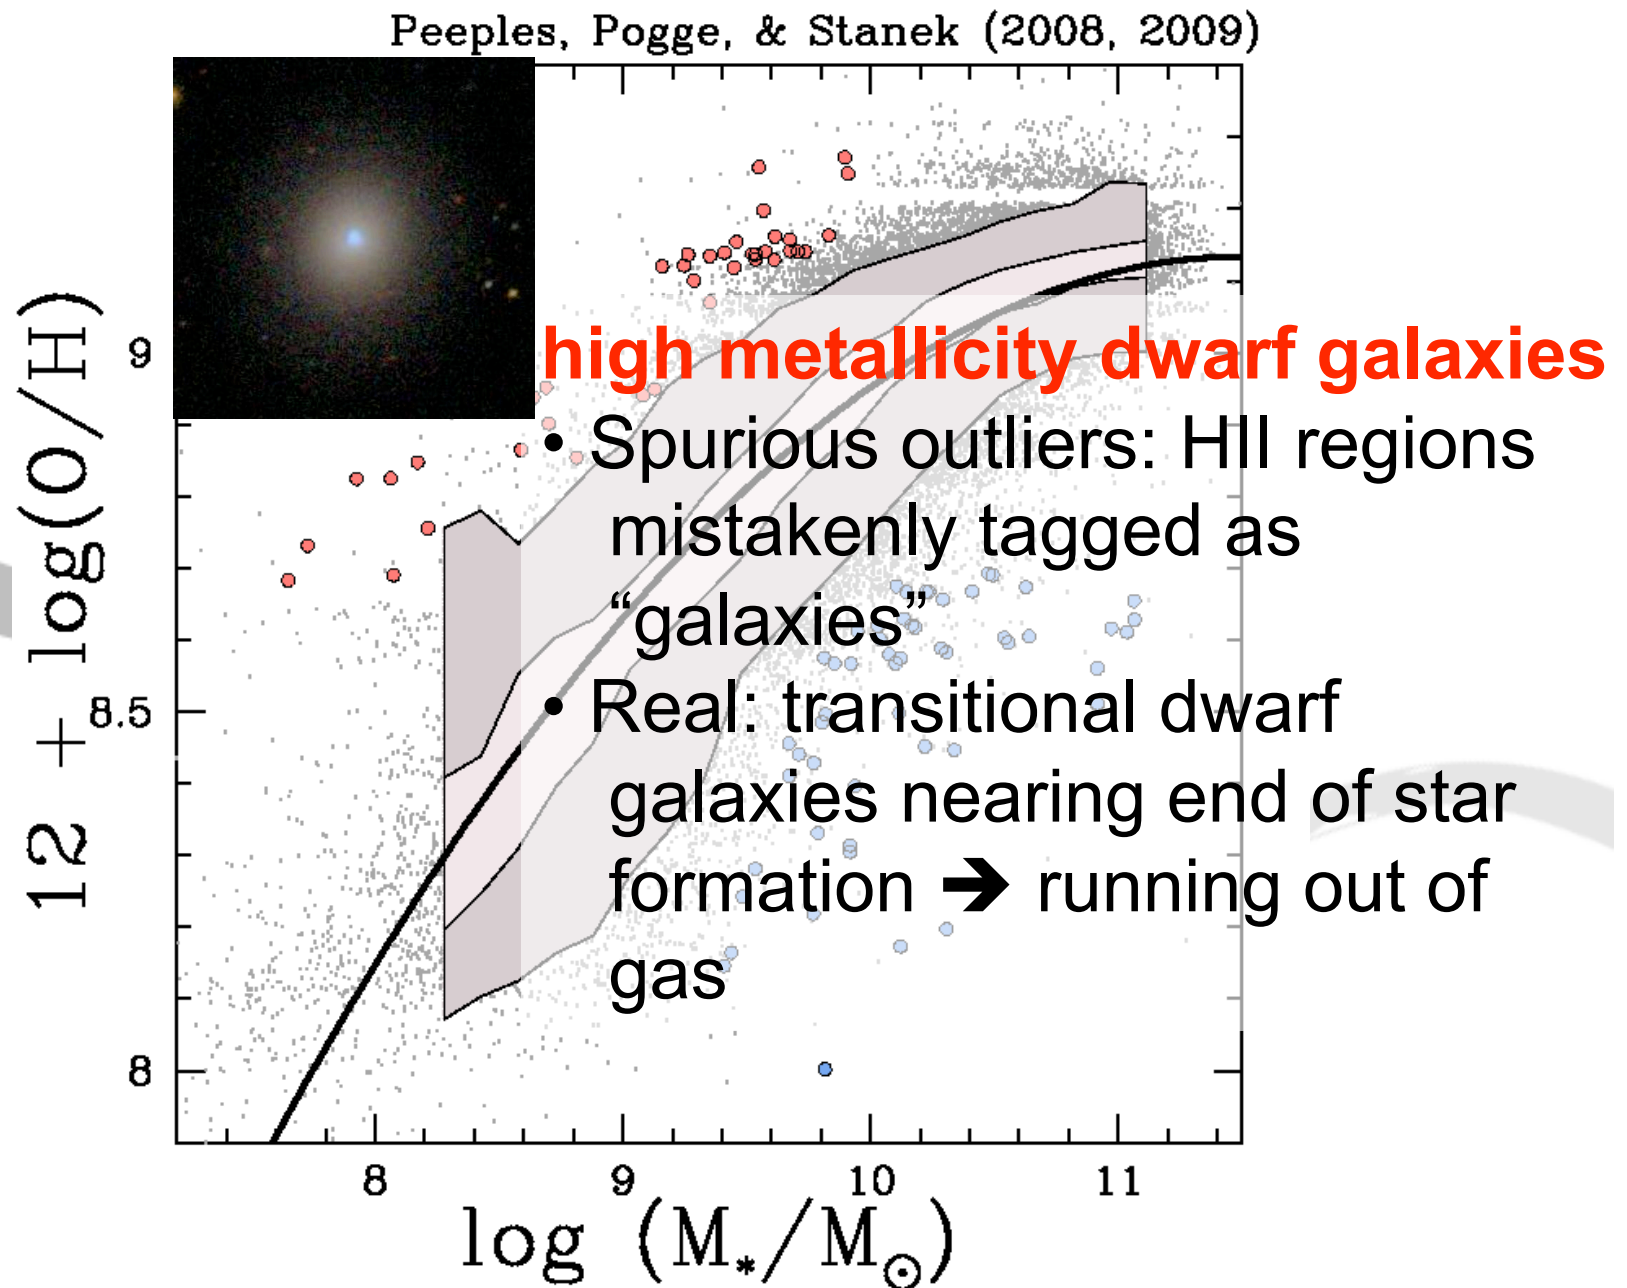 Peeples, Pogge, & Stanek (2008, 2009)
high metallicity dwarf galaxies
• Spurious outliers: HII regions
mistakenly tagged as
“galaxies”
• Real: transitional dwarf
galaxies nearing end of star
formation ➔ running out of
gas
12 + log(O/H)
9
8.5
8
8
9
10
11
log (M*/M⊙)